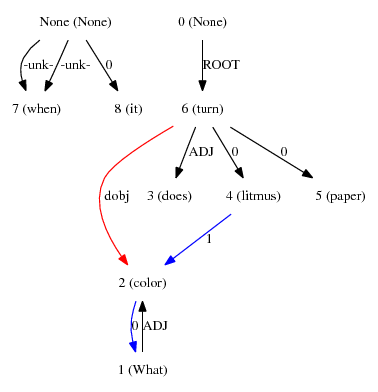 None (None) 0 (None)
-unk- -unk- 0 ROOT
7 (when) 8 (it) 6 (turn)
ADJ 0 0
dobj 3 (does) 4 (litmus) 5 (paper)
1
2 (color)
0 ADJ
1 (What)